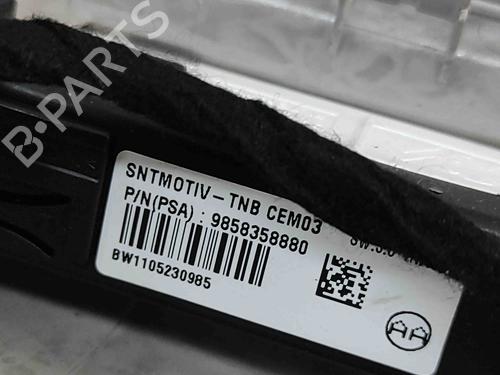 B-PARTS
SNTMOTIV-TNB CEM03
P/N(PSA) : 9858358880
BW1105230985
AA